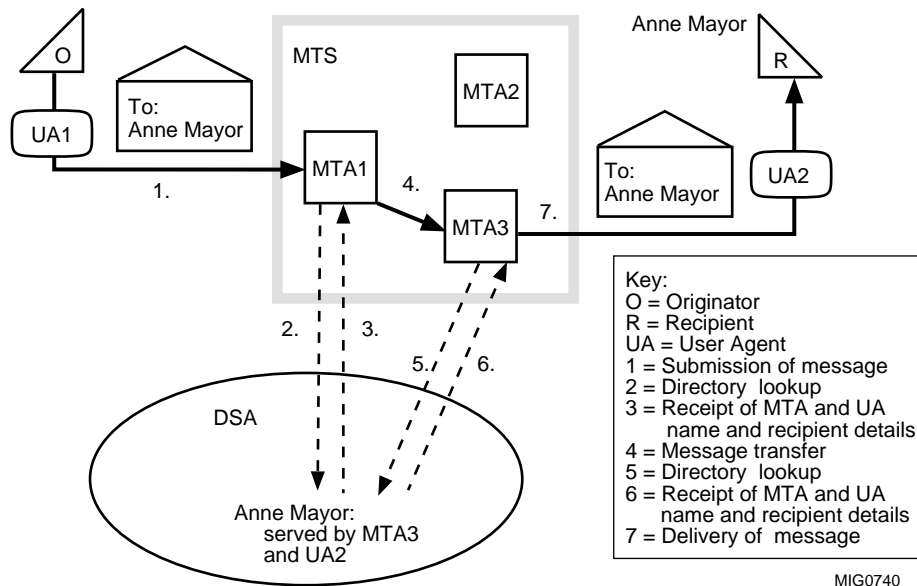 O
UA1
To:
Anne Mayor
1.
MTS
MTA1
MTA2
4.
MTA3
7.
Anne Mayor
R
To:
Anne Mayor
UA2
2.
3.
5.
6.
DSA
Anne Mayor:
served by MTA3
and UA2
Key:
O = Originator
R = Recipient
UA = User Agent
1 = Submission of message
2 = Directory lookup
3 = Receipt of MTA and UA
name and recipient details
4 = Message transfer
5 = Directory lookup
6 = Receipt of MTA and UA
name and recipient details
7 = Delivery of message
MIG0740